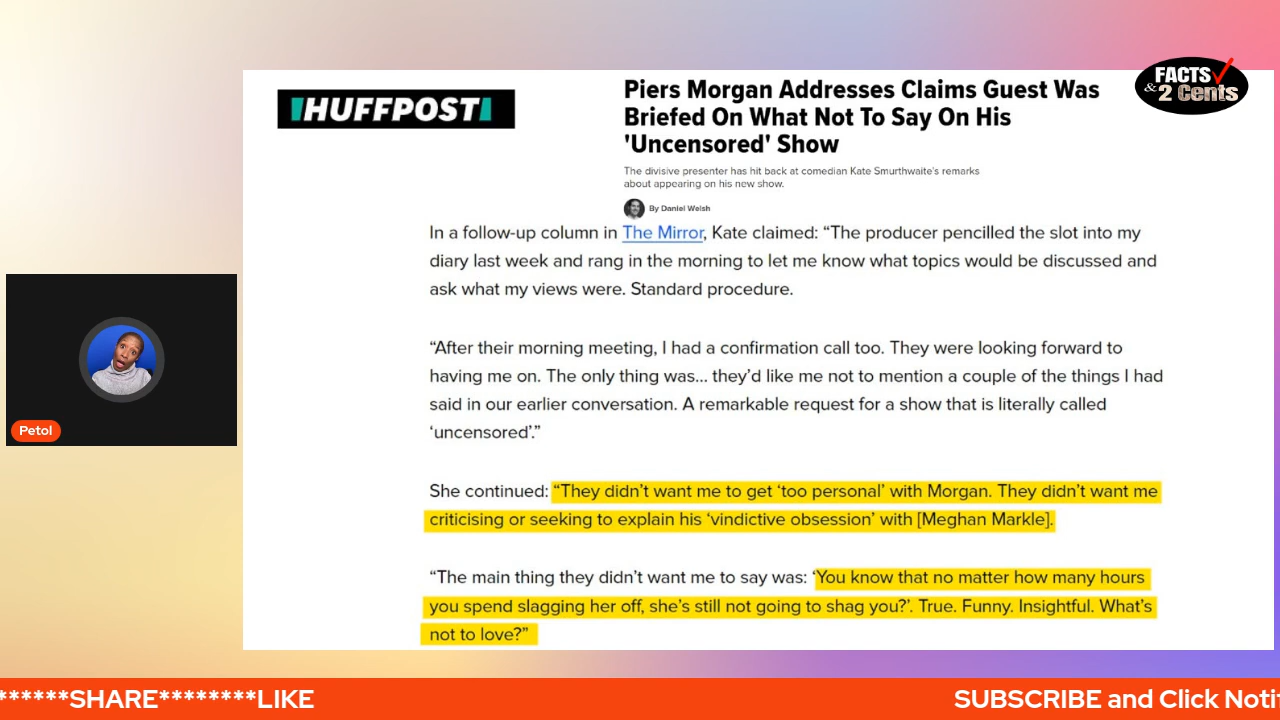 HUFFPOST
Piers Morgan Addresses Claims Guest Was
Briefed On What Not To Say On His
'Uncensored' Show
The divisive presenter has hit back at comedian Kate Smurthwaite's remarks
about appearing on his new show.
By Daniel Welsh
FACTS
& 2 Cents
In a follow-up column in The Mirror, Kate claimed: “The producer pencilled the slot into my
diary last week and rang in the morning to let me know what topics would be discussed and
ask what my views were. Standard procedure.
“After their morning meeting, I had a confirmation call too. They were looking forward to
having me on. The only thing was… they’d like me not to mention a couple of the things I had
said in our earlier conversation. A remarkable request for a show that is literally called
‘uncensored’.”
She continued: “They didn’t want me to get ‘too personal’ with Morgan. They didn’t want me
criticising or seeking to explain his ‘vindictive obsession’ with [Meghan Markle].
“The main thing they didn’t want me to say was: ‘You know that no matter how many hours
you spend slagging her off, she’s still not going to shag you?’. True. Funny. Insightful. What’s
not to love?”
Petol
******SHARE********LIKE
SUBSCRIBE and Click Noti